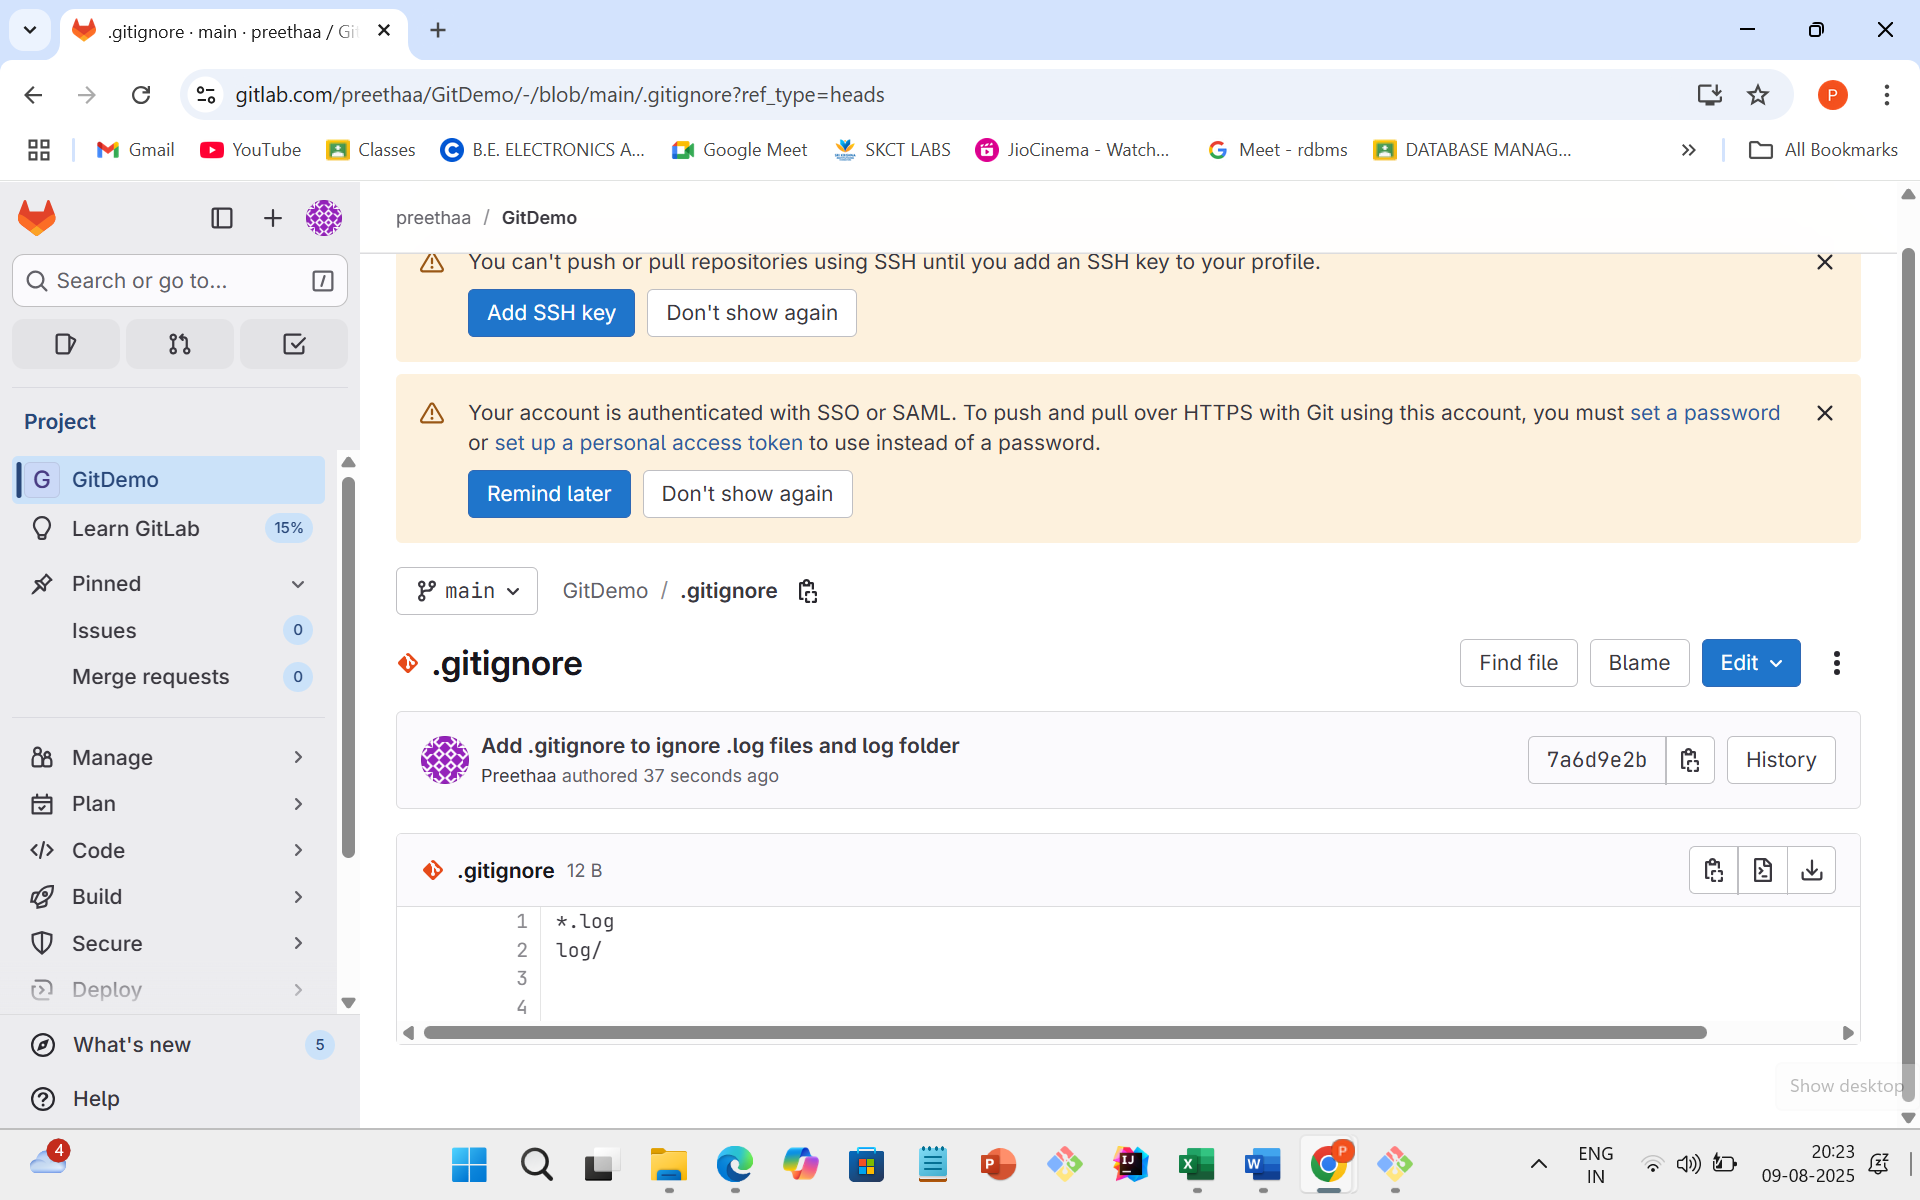 .gitignore · main · preethaa / Git
gitlab.com/preethaa/GitDemo/-/blob/main/.gitignore?ref_type=heads
P
Gmail
YouTube
Classes
B.E. ELECTRONICS A...
Google Meet
SKCT LABS
JioCinema - Watch...
Meet - rdbms
DATABASE MANAG...
All Bookmarks
preethaa / GitDemo
Search or go to...
/
Project
G GitDemo
Learn GitLab 15%
Pinned
Issues 0
Merge requests 0
Manage
Plan
Code
Build
Secure
Deploy
What's new 5
Help
You can't push or pull repositories using SSH until you add an SSH key to your profile.
Add SSH key Don't show again
Your account is authenticated with SSO or SAML. To push and pull over HTTPS with Git using this account, you must set a password
or set up a personal access token to use instead of a password.
Remind later Don't show again
main GitDemo / .gitignore
.gitignore
Find file Blame Edit
Add .gitignore to ignore .log files and log folder
Preethaa authored 37 seconds ago
7a6d9e2b History
.gitignore 12 B
1 *.log
2 log/
3
4
Show desktop
4
P
IJ
X
W
P
ENG
IN
20:23
09-08-2025